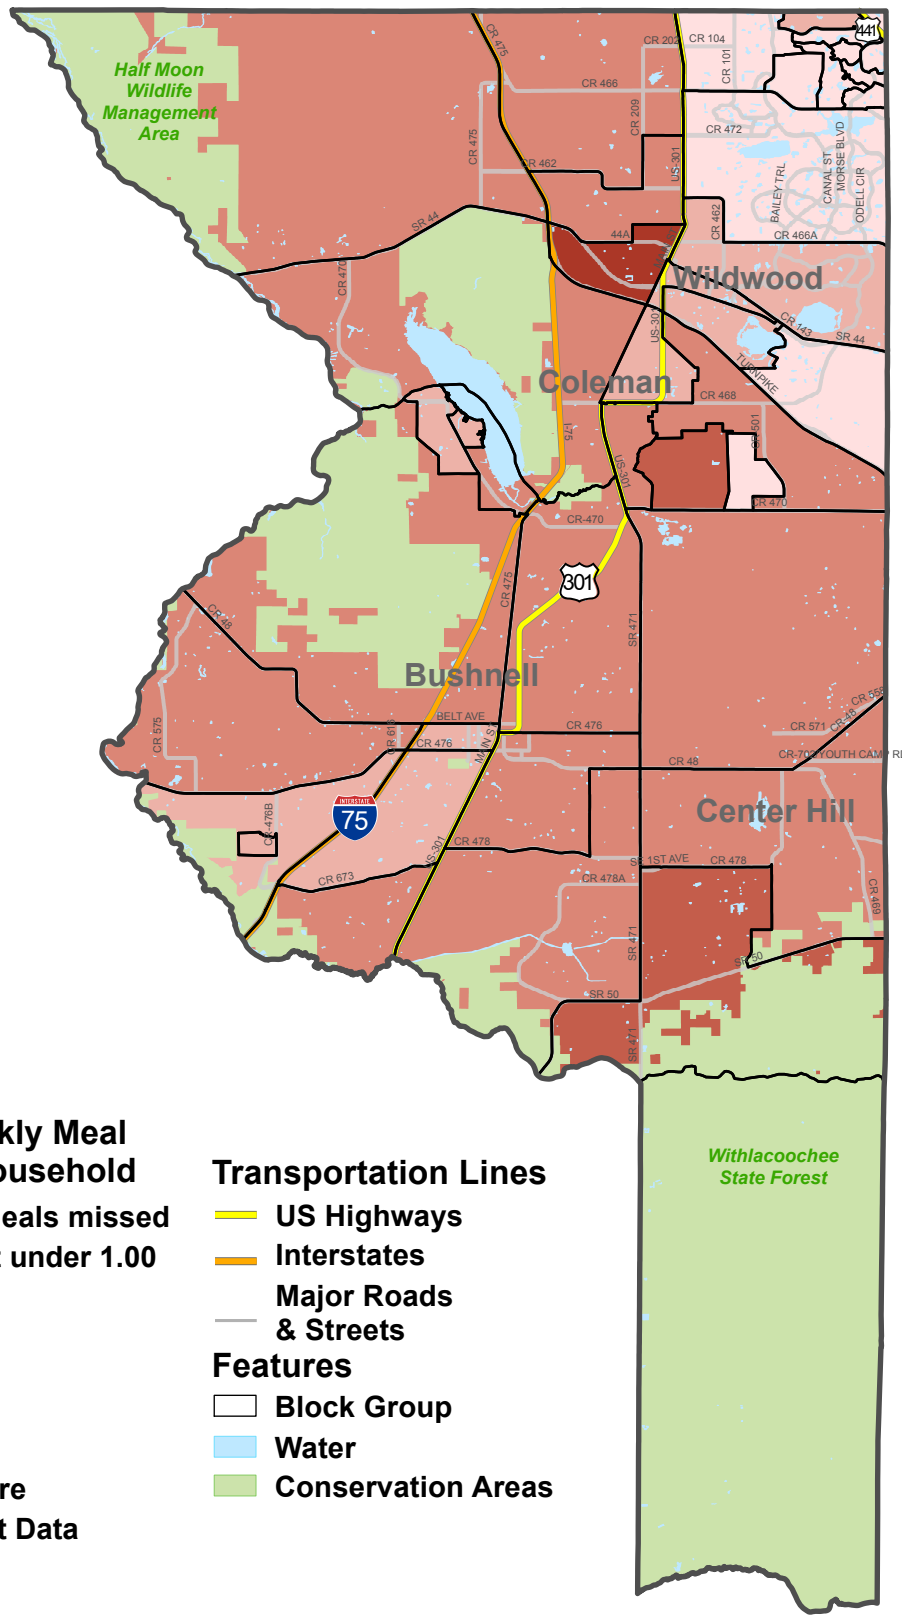 441
CR 475
CR 202
CR 104
CR 101
Half Moon
Wildlife
Management
Area
CR 466
CR 209
CR 472
CR 475
CR 462
US-301
BAILEY TRL
CANAL ST
MORSE BLVD
ODELL CIR
SR 44
44A
CR 462
CR 466A
CR 470
Wildwood
US-301
CR 143
SR 44
TURNPIKE
Coleman
CR 468
I-75
CR 501
US-301
CR 470
CR-470
301
CR 475
SR 471
CR 48
Bushnell
CR 558
BELT AVE
CR 476
CR 571
CR-48
CR 575
CR 616
CR 476
MAIN ST
CR 48
CR-702
YOUTH CAMP RD
INTERSTATE
75
Center Hill
CR-476B
US-301
CR 478
SE 1ST AVE
CR 478
CR 673
CR 478A
CR 469
SR 471
SR 50
SR 50
SR 471
Withlacoochee
State Forest
kly Meal
ousehold
eals missed
t under 1.00
re
t Data
Transportation Lines
US Highways
Interstates
Major Roads
& Streets
Features
Block Group
Water
Conservation Areas